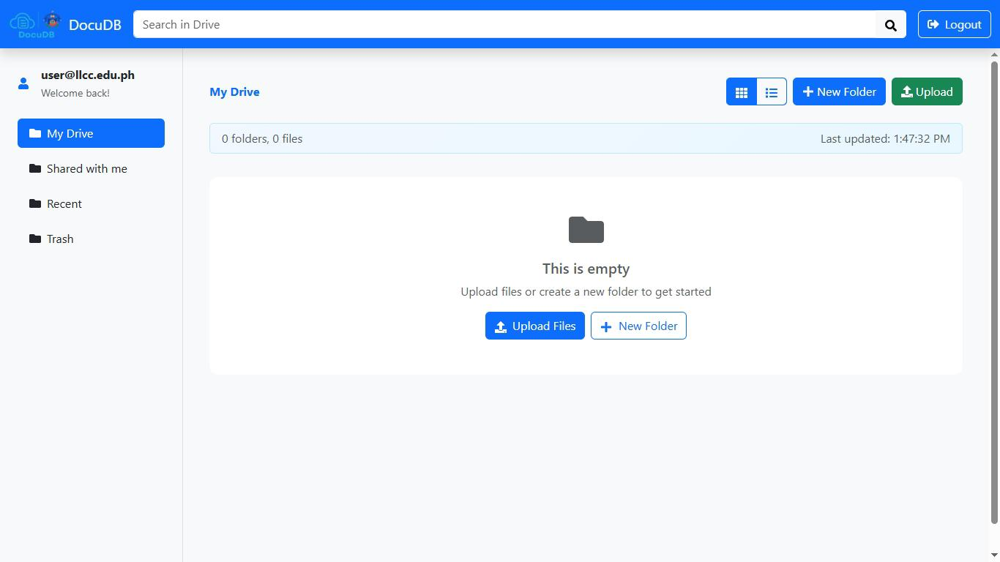 DocuDB
DocuDB
Search in Drive
Logout
user@llcc.edu.ph
Welcome back!
My Drive
Shared with me
Recent
Trash
My Drive
New Folder
Upload
0 folders, 0 files
Last updated: 1:47:32 PM
This is empty
Upload files or create a new folder to get started
Upload Files
New Folder